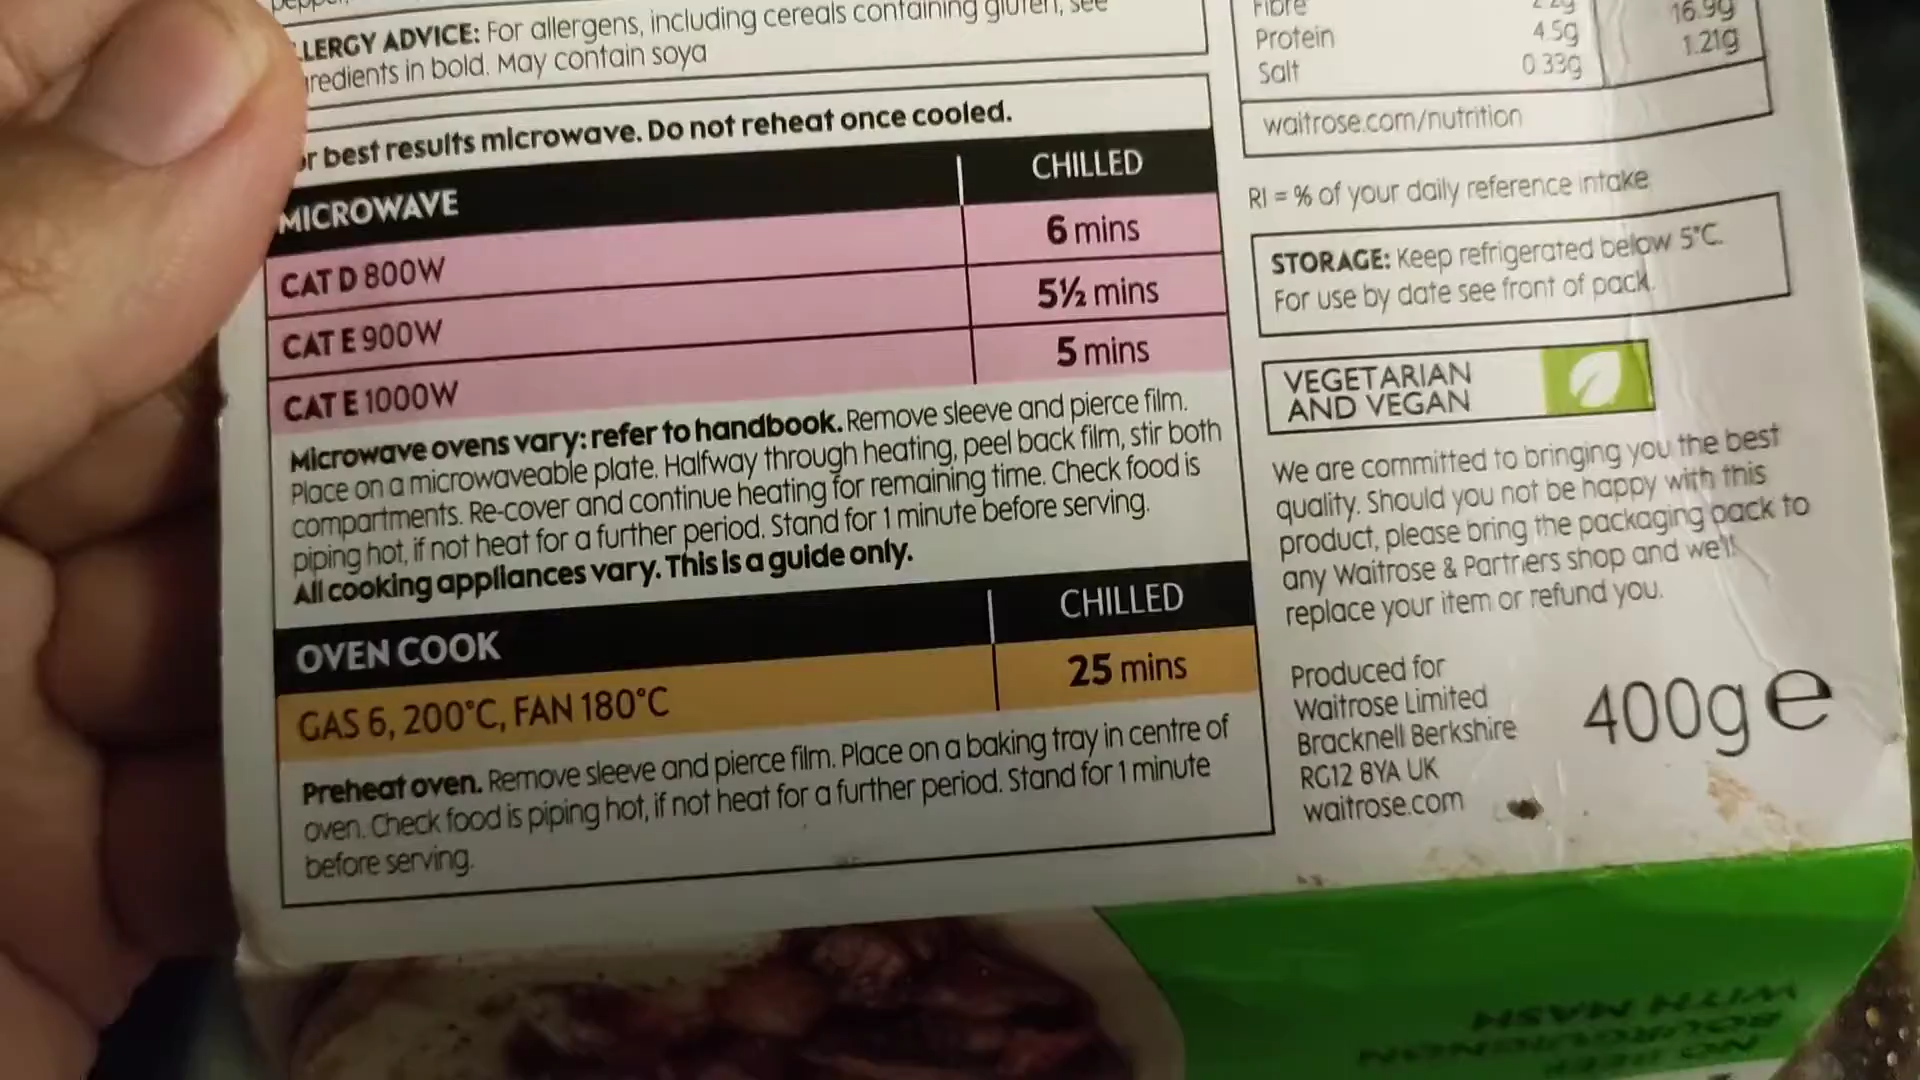 pepper,
LLERGY ADVICE: For allergens, including cereals containing gluten, see
gredients in bold. May contain soya
or best results microwave. Do not reheat once cooled.
MICROWAVE CHILLED
CAT D 800W 6 mins
CAT E 900W 5½ mins
CAT E 1000W 5 mins
Microwave ovens vary: refer to handbook. Remove sleeve and pierce film.
Place on a microwaveable plate. Halfway through heating, peel back film, stir both
compartments. Re-cover and continue heating for remaining time. Check food is
piping hot, if not heat for a further period. Stand for 1 minute before serving.
All cooking appliances vary. This is a guide only.
OVEN COOK CHILLED
GAS 6, 200°C, FAN 180°C 25 mins
Preheat oven. Remove sleeve and pierce film. Place on a baking tray in centre of
oven. Check food is piping hot, if not heat for a further period. Stand for 1 minute
before serving.
Fibre 2.2g
Protein 4.5g 16.9g
Salt 0.33g 1.21g
waitrose.com/nutrition
RI = % of your daily reference intake
STORAGE: Keep refrigerated below 5°C.
For use by date see front of pack.
VEGETARIAN
AND VEGAN
We are committed to bringing you the best
quality. Should you not be happy with this
product, please bring the packaging pack to
any Waitrose & Partners shop and we'll
replace your item or refund you.
Produced for
Waitrose Limited
Bracknell Berkshire
RG12 8YA UK
waitrose.com
400g e
NO BEEF
BOURGUIGNON
WITH MASH